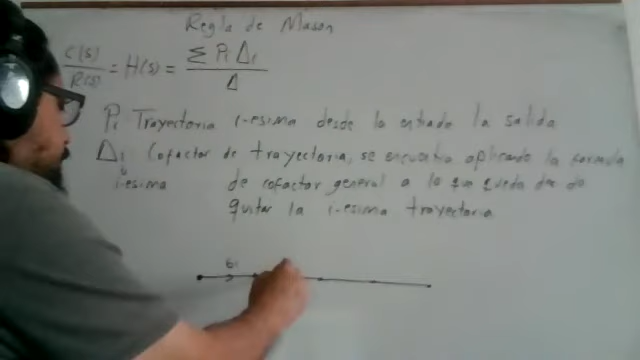 Regla de Mason
C(s)/R(s) = H(s) = Σ Pi Δi / Δ
Pi Trayectoria i-esima desde la entrada la salida
Δi Cofactor de trayectoria, se encuentra aplicando la formula
i-esima de cofactor general a lo que queda de
quitar la i-esima trayectoria
G1